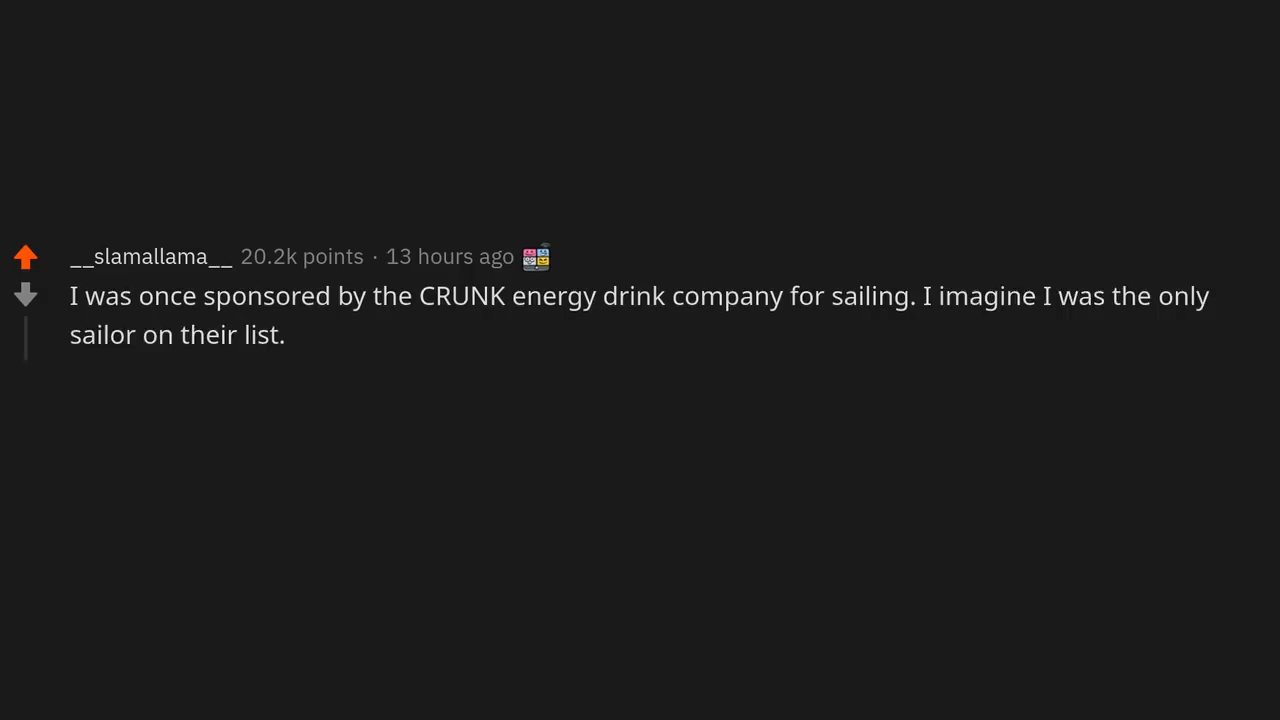 __slamallama__ 20.2k points · 13 hours ago
I was once sponsored by the CRUNK energy drink company for sailing. I imagine I was the only
sailor on their list.